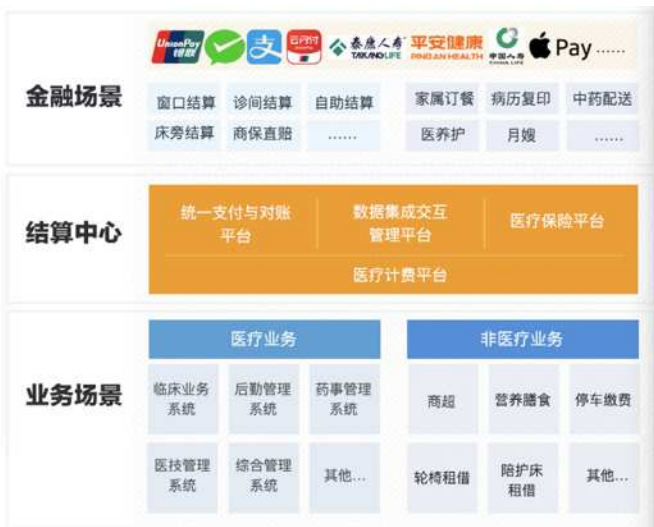 UnionPay
银联
支
云闪付
泰康人寿
TAIKANG LIFE
平安健康
PING AN HEALTH
中国人寿
CHINA LIFE
Pay ......
金融场景
窗口结算 诊间结算 自助结算 家属订餐 病历复印 中药配送
床旁结算 商保直赔 ...... 医养护 月嫂 ......
结算中心
统一支付与对账
平台
数据集成交互
管理平台
医疗保险平台
医疗计费平台
业务场景
医疗业务 非医疗业务
临床业务
系统
后勤管理
系统
药事管理
系统
商超 营养膳食 停车缴费
医技管理
系统
综合管理
系统
其他...
轮椅租借
陪护床
租借
其他...